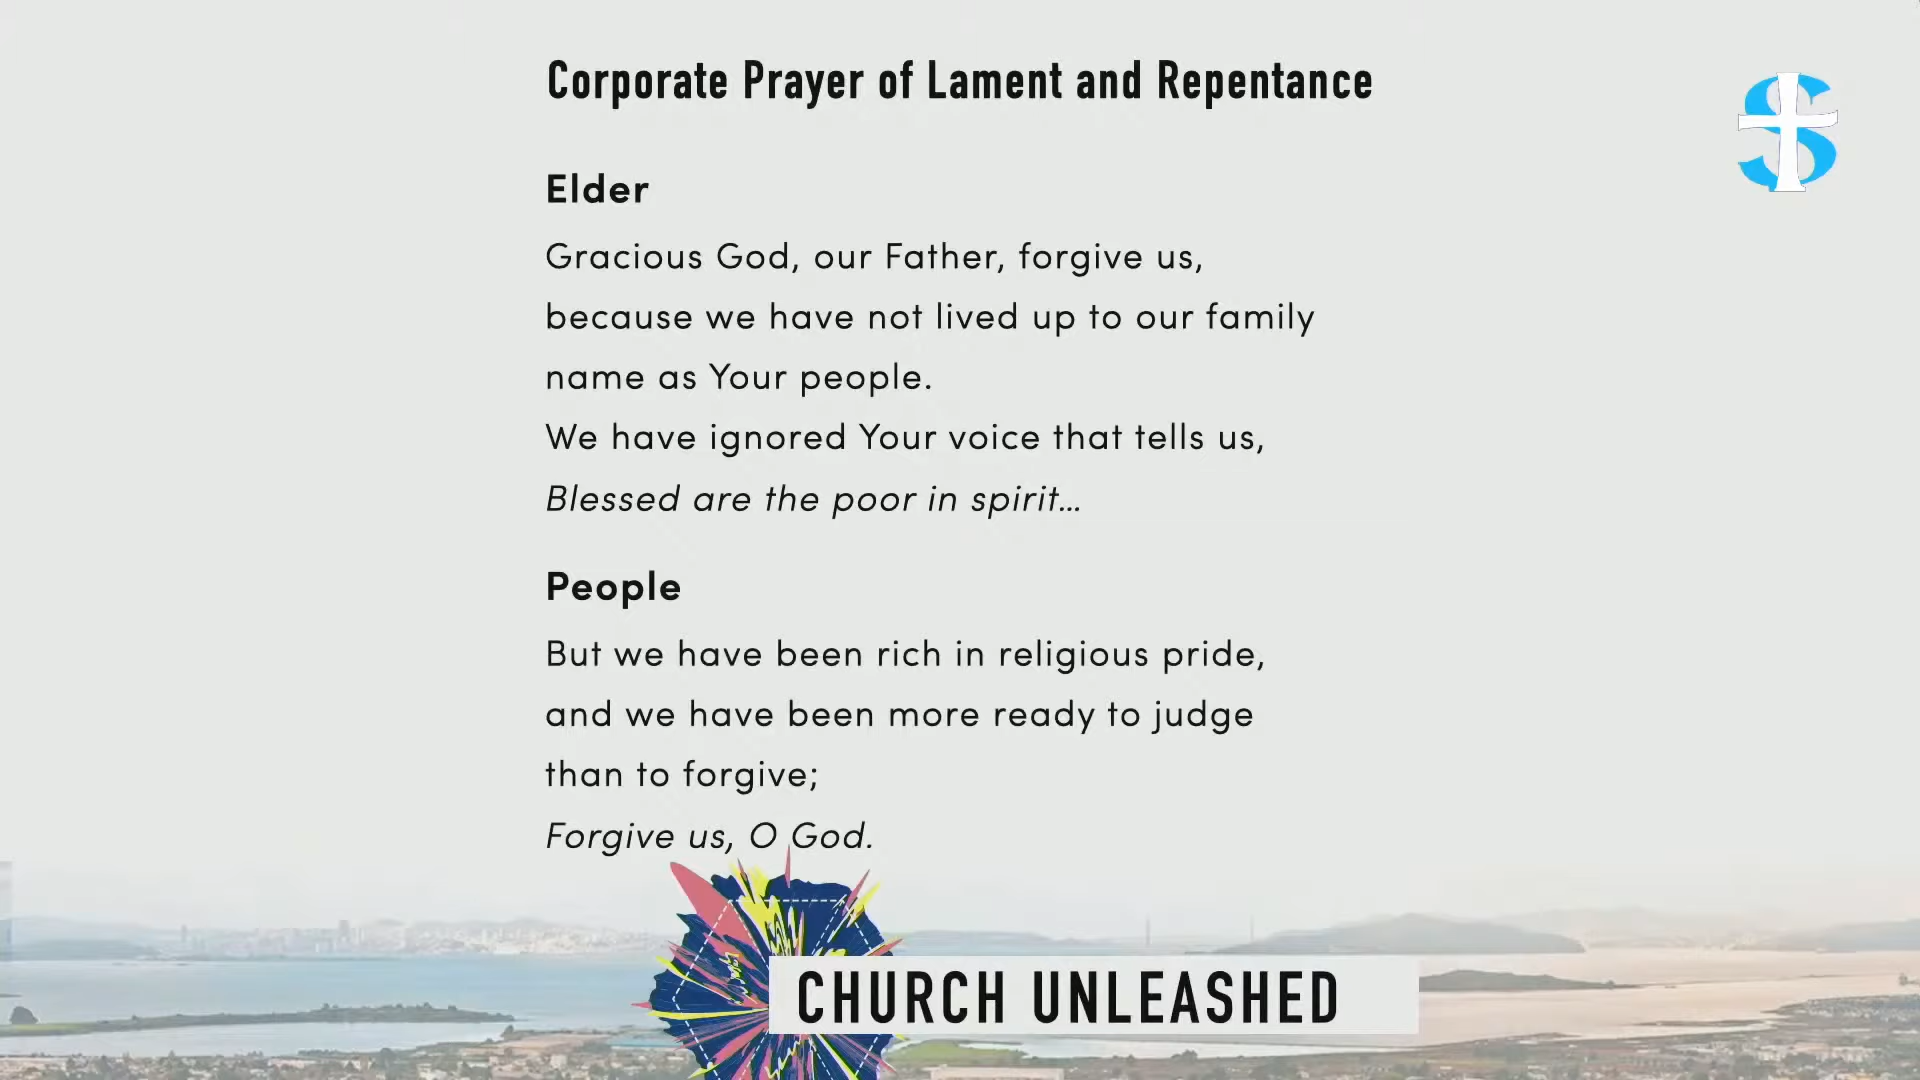 Corporate Prayer of Lament and Repentance
Elder
Gracious God, our Father, forgive us,
because we have not lived up to our family
name as Your people.
We have ignored Your voice that tells us,
Blessed are the poor in spirit...
People
But we have been rich in religious pride,
and we have been more ready to judge
than to forgive;
Forgive us, O God.
CHURCH UNLEASHED